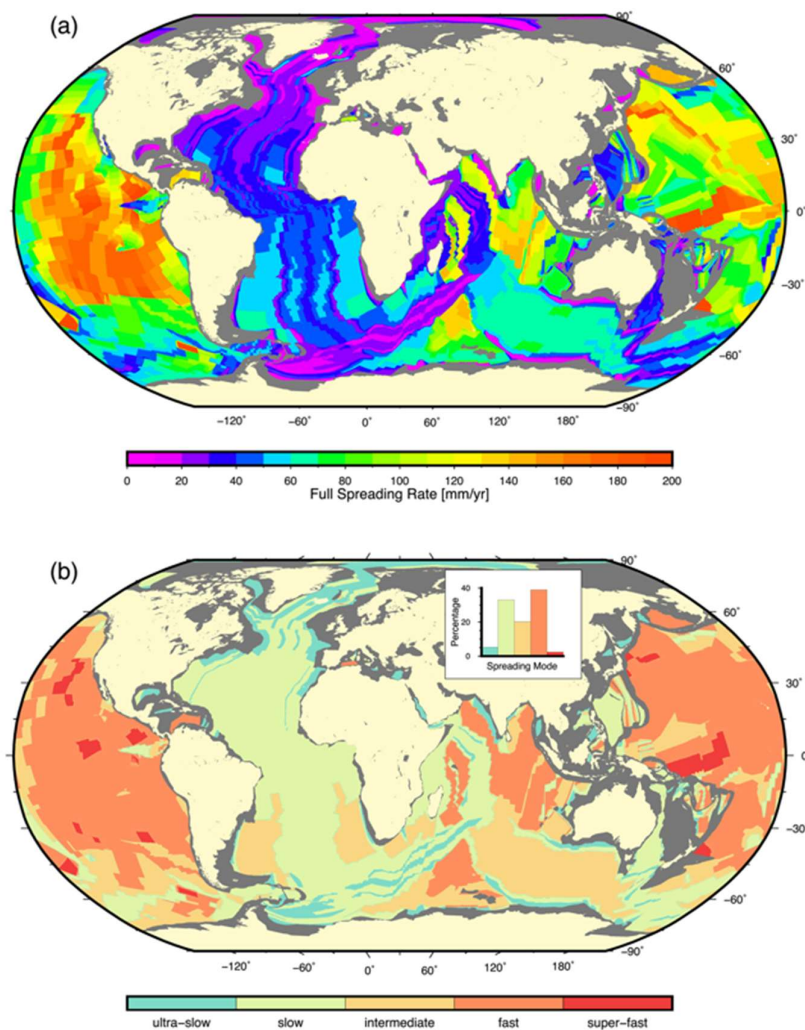 (a)
90˚
60˚
30˚
0˚
−30˚
−60˚
−90˚
−120˚ −60˚ 0˚ 60˚ 120˚ 180˚
0 20 40 60 80 100 120 140 160 180 200
Full Spreading Rate [mm/yr]
(b)
90˚
60˚
30˚
0
−30
−60˚
−90˚
40
20
0
Percentage
Spreading Mode
−120˚ −60˚ 0˚ 60˚ 120˚ 180˚
ultra−slow slow intermediate fast super−fast